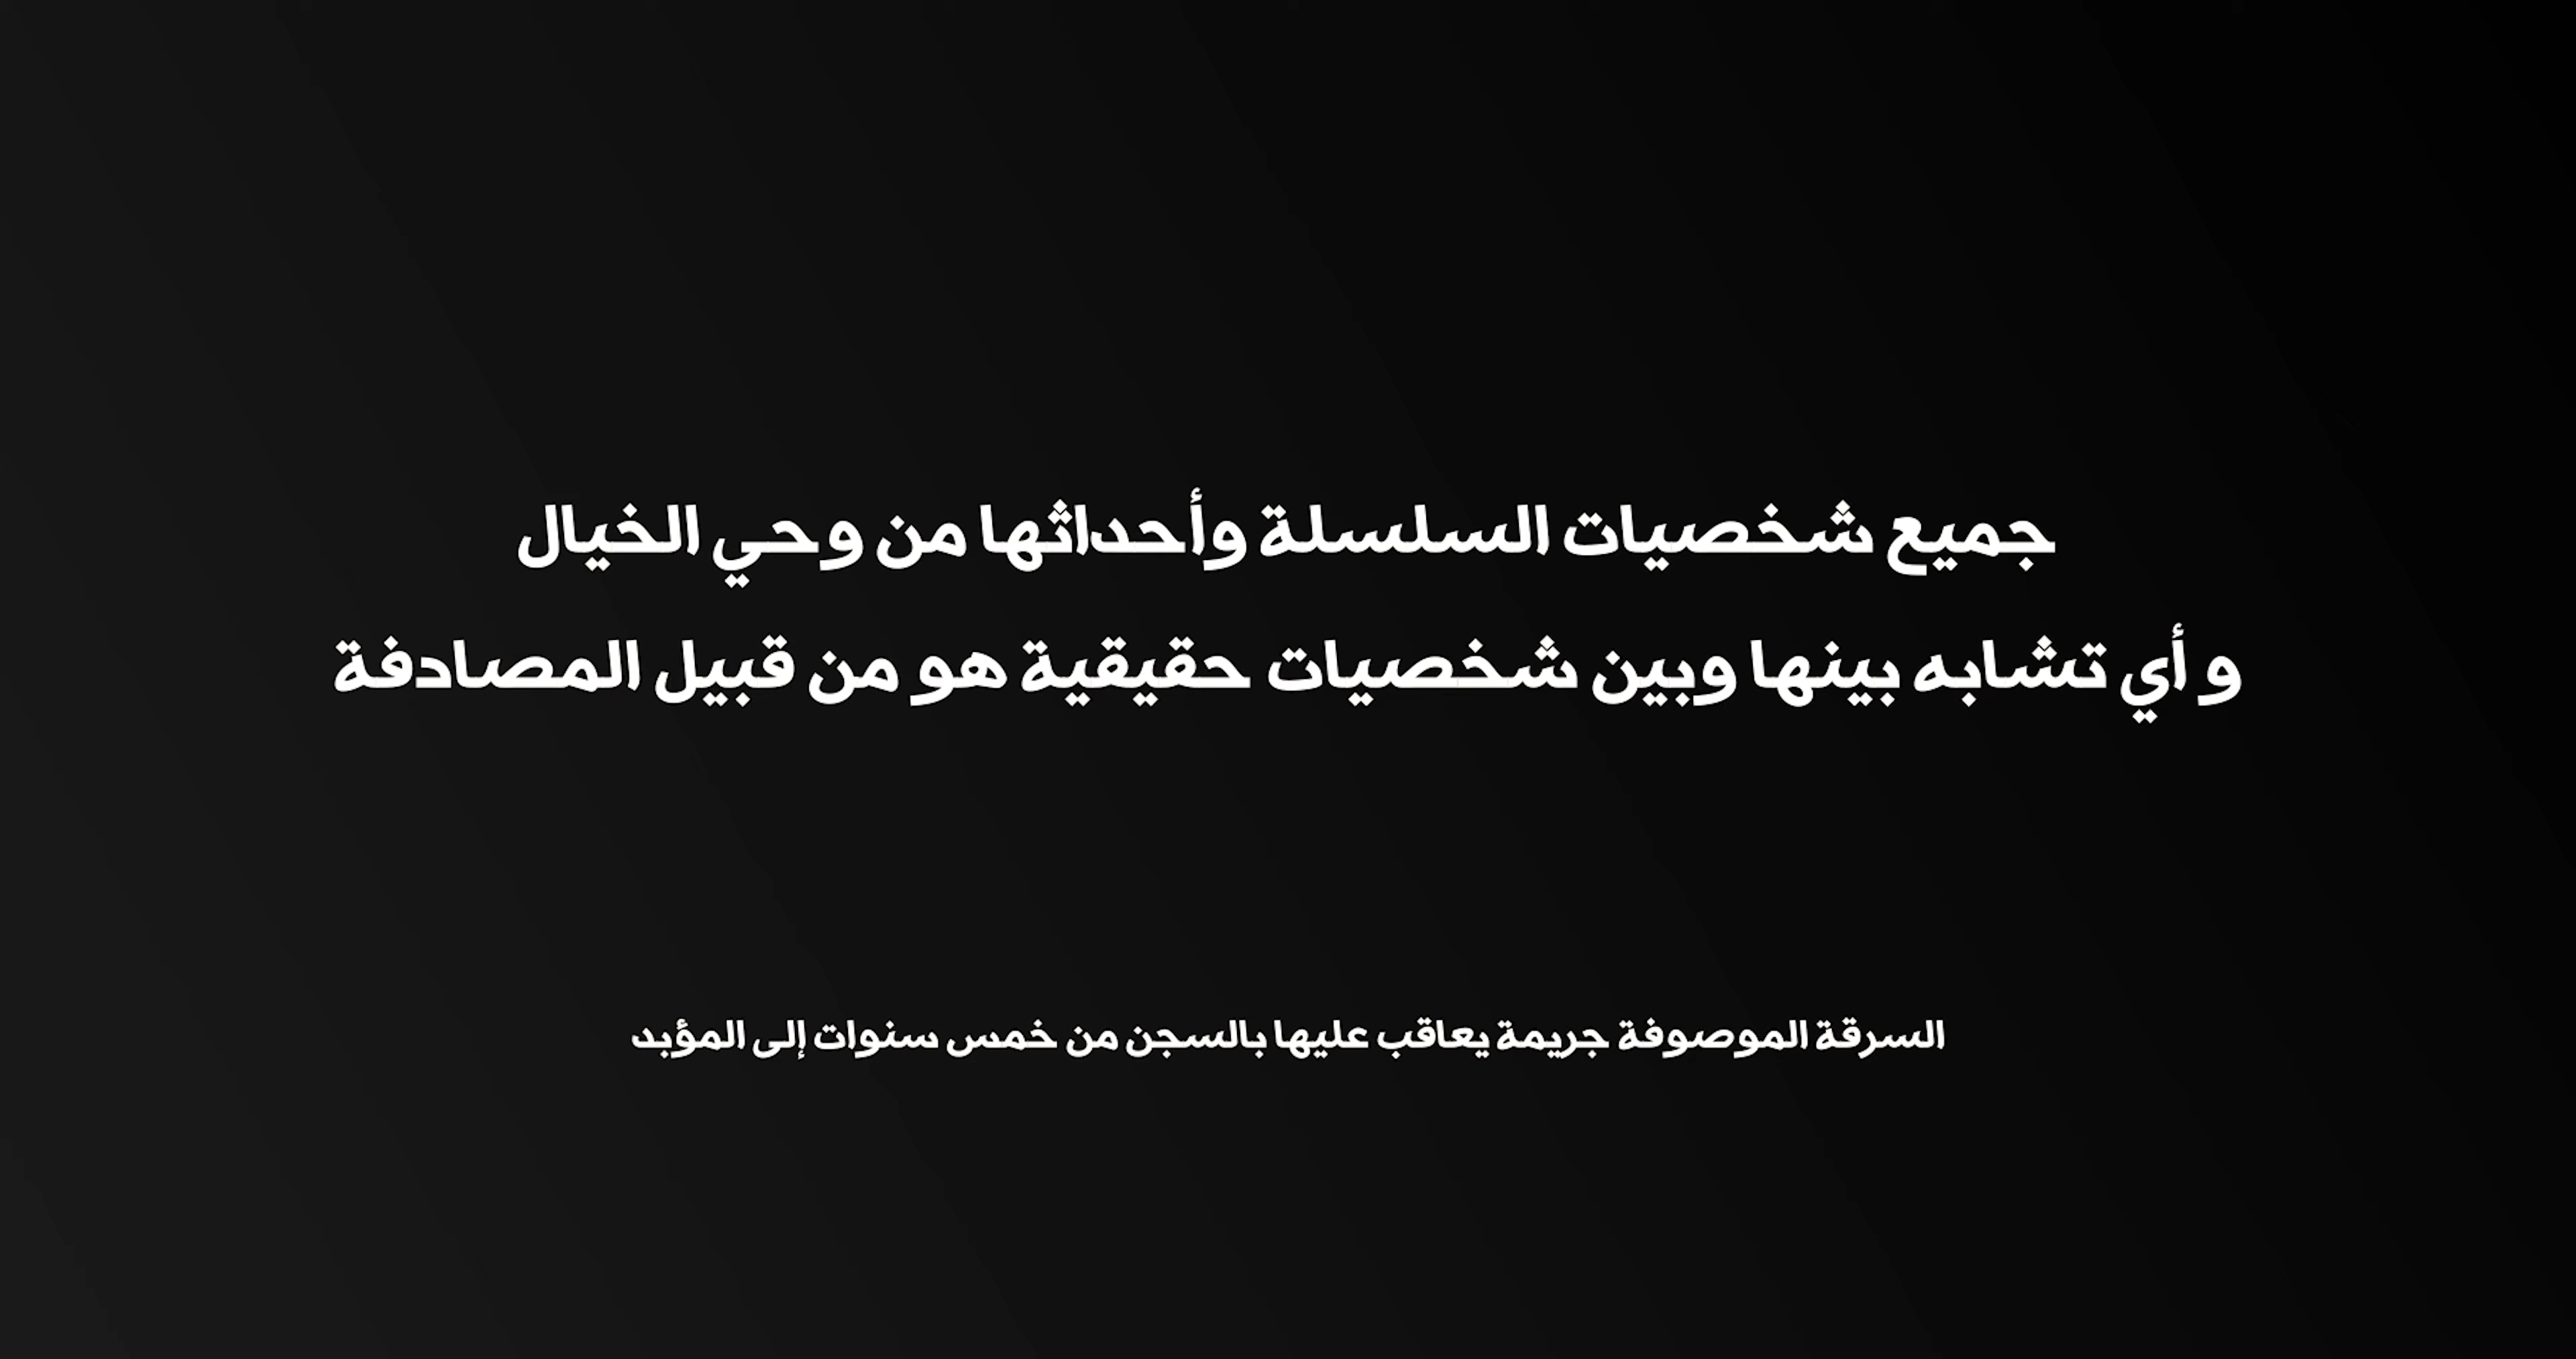 جميع شخصيات السلسلة وأحداثها من وحي الخيال
و أي تشابه بينها وبين شخصيات حقيقية هو من قبيل المصادفة
السرقة الموصوفة جريمة يعاقب عليها بالسجن من خمس سنوات إلى المؤبد